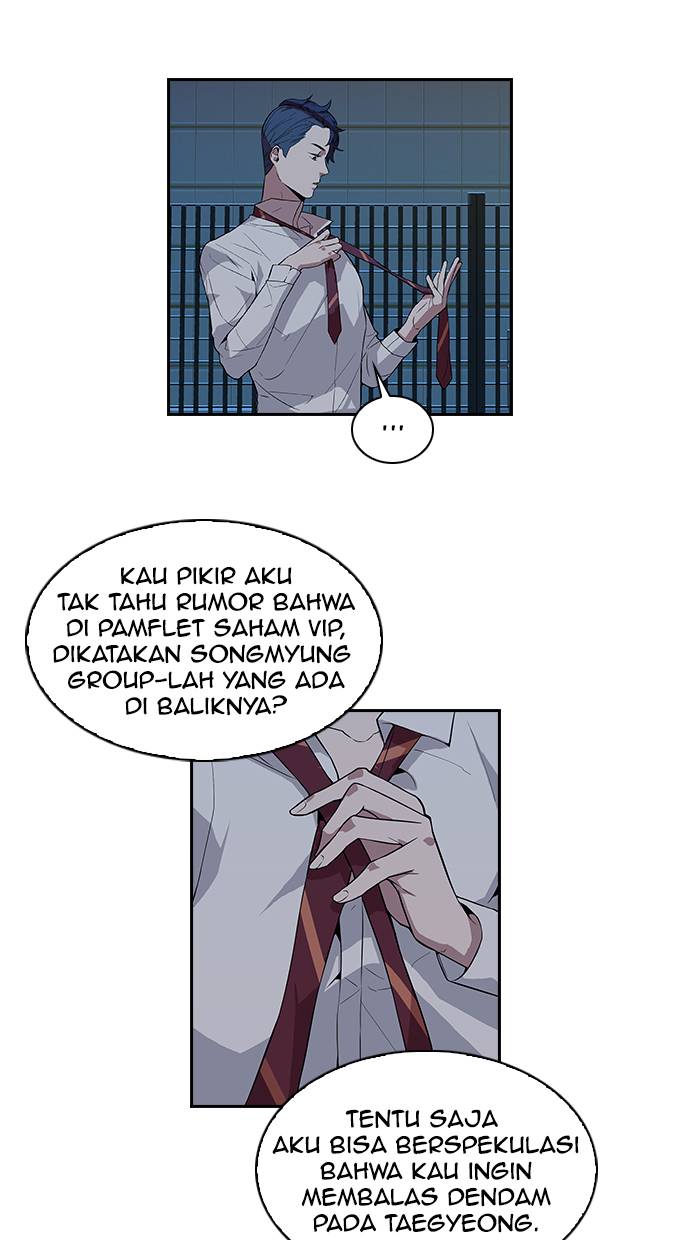 ...
KAU PIKIR AKU
TAK TAHU RUMOR BAHWA
DI PAMFLET SAHAM VIP,
DIKATAKAN SONGMYUNG
GROUP-LAH YANG ADA
DI BALIKNYA?
TENTU SAJA
AKU BISA BERSPEKULASI
BAHWA KAU INGIN
MEMBALAS DENDAM
PADA TAEGYEONG.